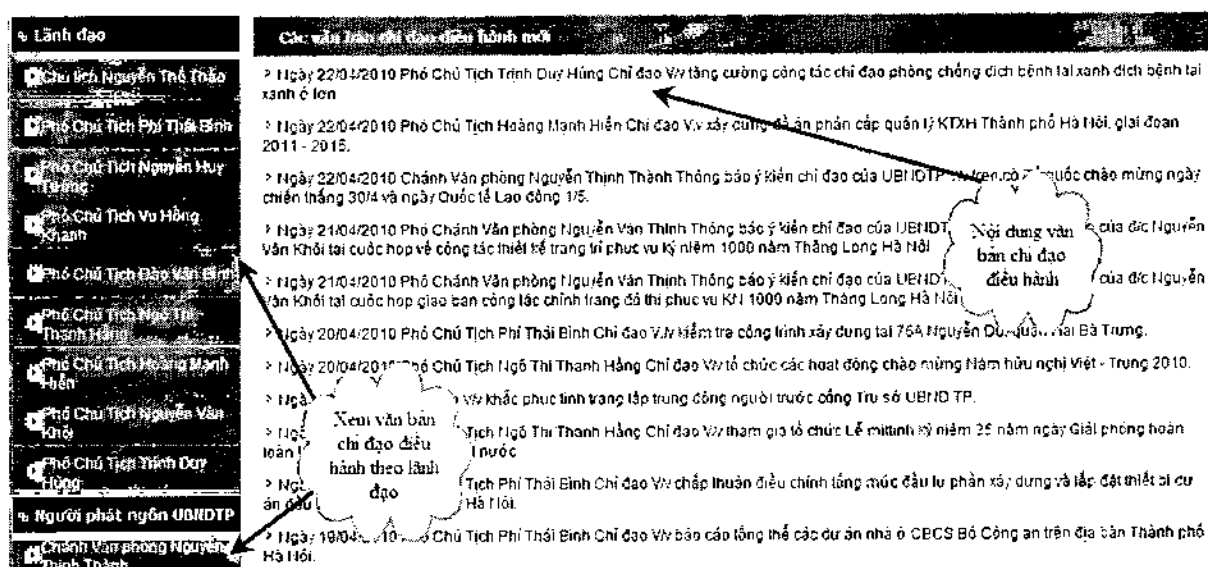 Lãnh đạo
Chủ tịch Nguyễn Thế Thảo
Phó Chủ Tịch Phí Thái Bình
Phó Chủ Tịch Nguyễn Huy
Tưởng
Phó Chủ Tịch Vũ Hồng
Khanh
Phó Chủ Tịch Đào Văn Bình
Phó Chủ Tịch Ngô Thị
Thanh Hằng
Phó Chủ Tịch Hoàng Mạnh
Hiển
Phó Chủ Tịch Nguyễn Văn
Khôi
Phó Chủ Tịch Trịnh Duy
Hùng
Người phát ngôn UBNDTP
Chánh Văn phòng Nguyễn
Thịnh Thành
Các văn bản chỉ đạo điều hành mới
> Ngày 22/04/2010 Phó Chủ Tịch Trịnh Duy Hùng Chỉ đạo V/v tăng cường công tác chỉ đạo phòng chống dịch bệnh tai xanh dịch bệnh tai
xanh ở lợn
> Ngày 22/04/2010 Phó Chủ Tịch Hoàng Mạnh Hiển Chỉ đạo V/v xây dựng đề án phân cấp quản lý KTXH Thành phố Hà Nội, giai đoạn
2011 - 2015.
> Ngày 22/04/2010 Chánh Văn phòng Nguyễn Thịnh Thành Thông báo ý kiến chỉ đạo của UBNDTP V/v treo cờ Tổ quốc chào mừng ngày
chiến thắng 30/4 và ngày Quốc tế Lao động 1/5.
> Ngày 21/04/2010 Phó Chánh Văn phòng Nguyễn Văn Thịnh Thông báo ý kiến chỉ đạo của UBNDT của đ/c Nguyễn
Văn Khôi tại cuộc họp về công tác thiết kế trang trí phục vụ kỷ niệm 1000 năm Thăng Long Hà Nội
> Ngày 21/04/2010 Phó Chánh Văn phòng Nguyễn Văn Thịnh Thông báo ý kiến chỉ đạo của UBNDT của đ/c Nguyễn
Văn Khôi tại cuộc họp giao ban công tác chỉnh trang đô thị phục vụ KN 1000 năm Thăng Long Hà Nội
> Ngày 20/04/2010 Phó Chủ Tịch Phí Thái Bình Chỉ đạo V/v kiểm tra công trình xây dựng tại 75A Nguyễn Du, quận Hai Bà Trưng.
> Ngày 20/04/201 Phó Chủ Tịch Ngô Thị Thanh Hằng Chỉ đạo V/v tổ chức các hoạt động chào mừng Năm hữu nghị Việt - Trung 2010.
> Ngà V/v khắc phục tình trạng tập trung đông người trước cổng Trụ sở UBND TP.
> Ngà Tịch Ngô Thị Thanh Hằng Chỉ đạo V/v tham gia tổ chức Lễ mittinh kỷ niệm 35 năm ngày Giải phóng hoàn
toàn nước
> Ngà Tịch Phí Thái Bình Chỉ đạo V/v chấp thuận điều chỉnh tổng mức đầu tư phần xây dựng và lắp đặt thiết bị dự
án đầu Hà Nội.
> Ngày 19/04/2010 Phó Chủ Tịch Phí Thái Bình Chỉ đạo V/v báo cáo tổng thể các dự án nhà ở CBCS Bộ Công an trên địa bàn Thành phố
Hà Nội.
Nội dung văn
bản chỉ đạo
điều hành
Xem văn bản
chỉ đạo điều
hành theo lãnh
đạo